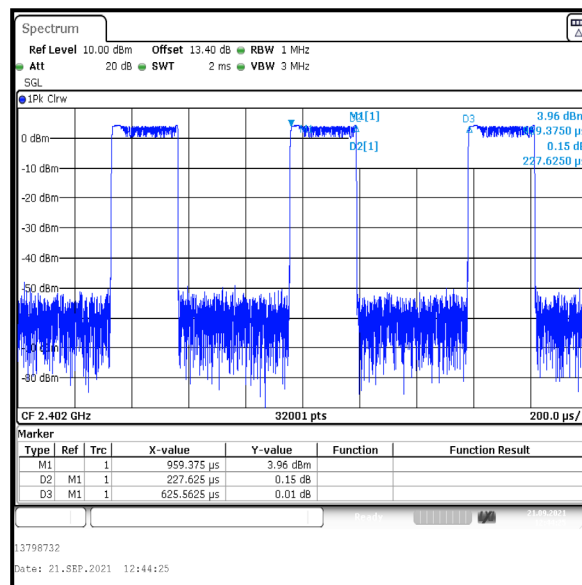 Spectrum
Ref Level 10.00 dBm Offset 13.40 dB RBW 1 MHz
Att 20 dB SWT 2 ms VBW 3 MHz
SGL
1Pk Clrw
M1[1] 3.96 dBm
D3
0 dBm
D2[1] 0.15 dB
227.6250 µs
-10 dBm
-20 dBm
-30 dBm
-40 dBm
-50 dBm
-80 dBm
CF 2.402 GHz 32001 pts 200.0 µs/
Marker
Type Ref Trc X-value Y-value Function Function Result
M1 1 959.375 µs 3.96 dBm
D2 M1 1 227.625 µs 0.15 dB
D3 M1 1 625.5625 µs 0.01 dB
Ready 21.09.2021
13798732
Date: 21.SEP.2021 12:44:25